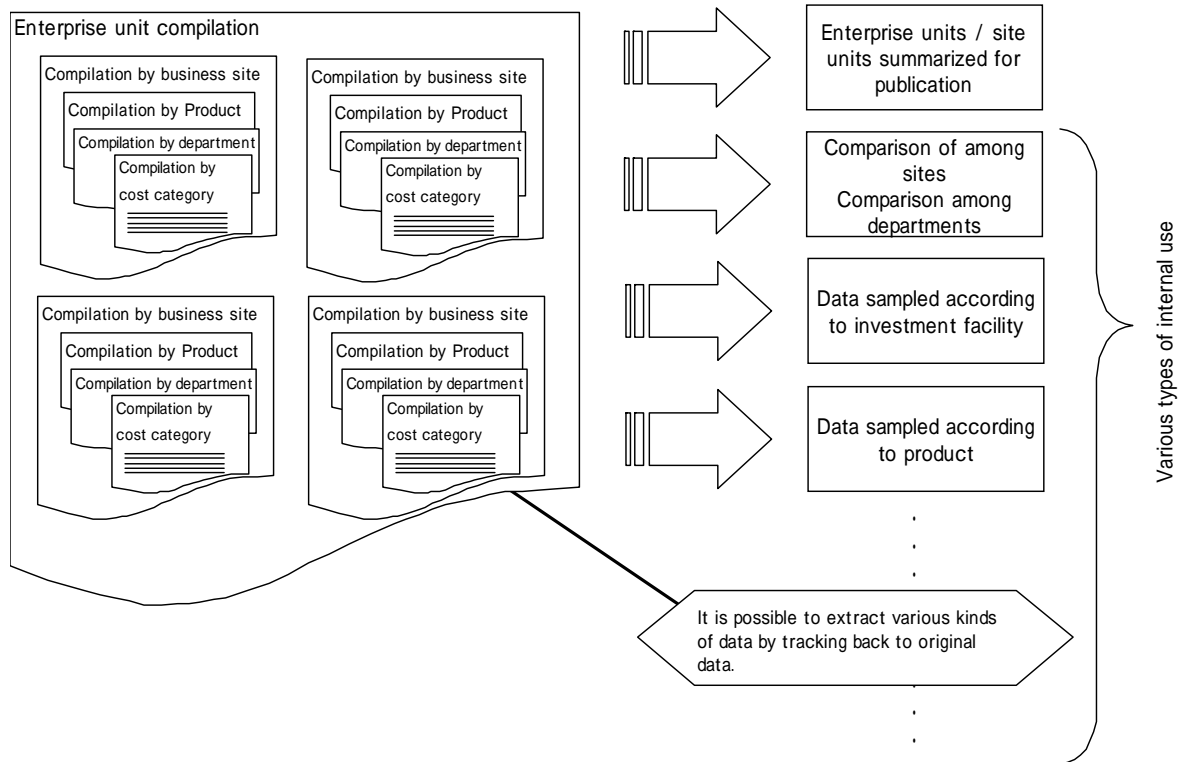 Enterprise unit compilation
Compilation by business site
Compilation by Product
Compilation by department
Compilation by
cost category
Compilation by business site
Compilation by Product
Compilation by department
Compilation by
cost category
Compilation by business site
Compilation by Product
Compilation by department
Compilation by
cost category
Compilation by business site
Compilation by Product
Compilation by department
Compilation by
cost category
Enterprise units / site
units summarized for
publication
Comparison of among
sites
Comparison among
departments
Data sampled according
to investment facility
Data sampled according
to product
It is possible to extract various kinds
of data by tracking back to original
data.
Various types of internal use